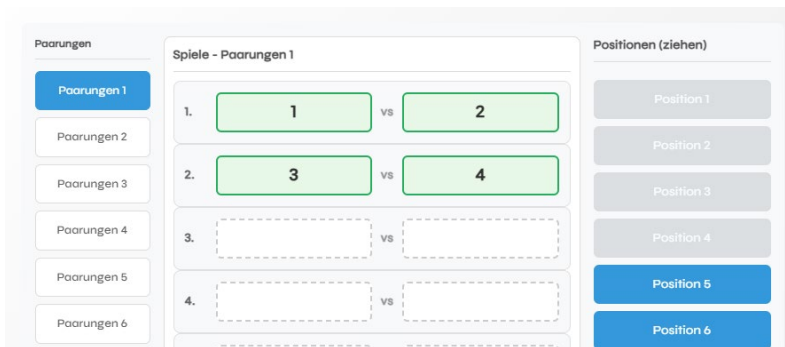 Paarungen
Paarungen 1
Paarungen 2
Paarungen 3
Paarungen 4
Paarungen 5
Paarungen 6
Spiele - Paarungen 1
1. 1 vs 2
2. 3 vs 4
3. vs
4. vs
Positionen (ziehen)
Position 1
Position 2
Position 3
Position 4
Position 5
Position 6